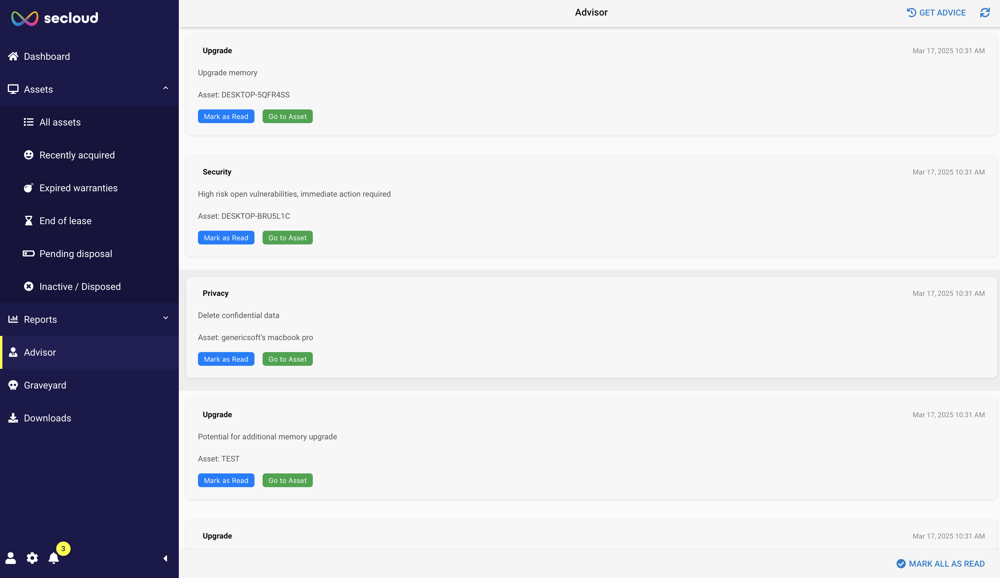 secloud
Dashboard
Assets
All assets
Recently acquired
Expired warranties
End of lease
Pending disposal
Inactive / Disposed
Reports
Advisor
Graveyard
Downloads
3
Advisor
GET ADVICE
Upgrade
Mar 17, 2025 10:31 AM
Upgrade memory
Asset: DESKTOP-5QFR4SS
Mark as Read
Go to Asset
Security
Mar 17, 2025 10:31 AM
High risk open vulnerabilities, immediate action required
Asset: DESKTOP-BRU5L1C
Mark as Read
Go to Asset
Privacy
Mar 17, 2025 10:31 AM
Delete confidential data
Asset: genericsoft’s macbook pro
Mark as Read
Go to Asset
Upgrade
Mar 17, 2025 10:31 AM
Potential for additional memory upgrade
Asset: TEST
Mark as Read
Go to Asset
Upgrade
Mar 17, 2025 10:31 AM
MARK ALL AS READ